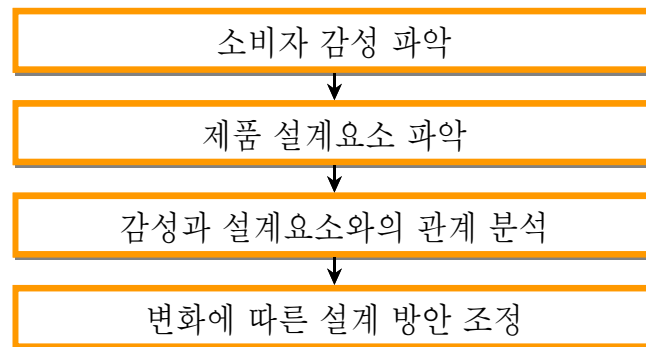 소비자 감성 파악
제품 설계요소 파악
감성과 설계요소와의 관계 분석
변화에 따른 설계 방안 조정